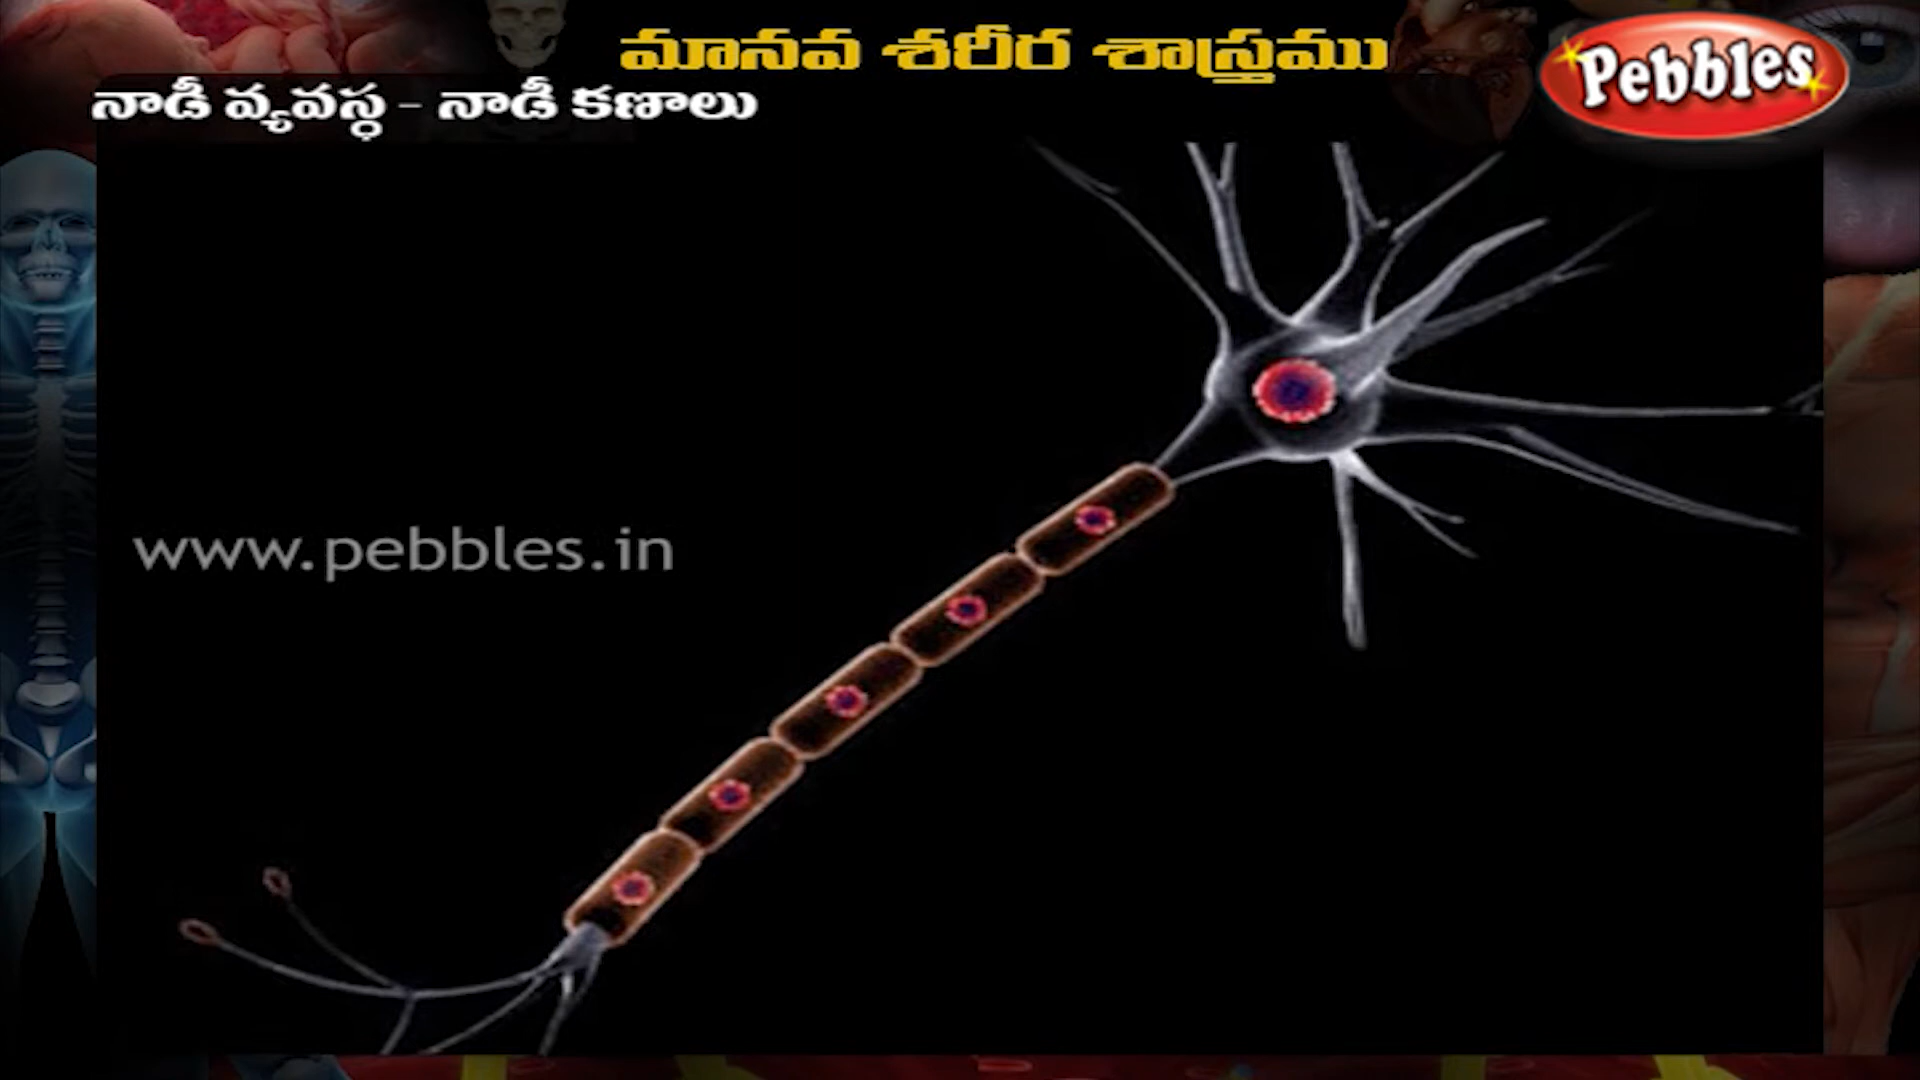 మానవ శరీర శాస్త్రము
Pebbles
నాడీ వ్యవస్థ - నాడీ కణాలు
www.pebbles.in